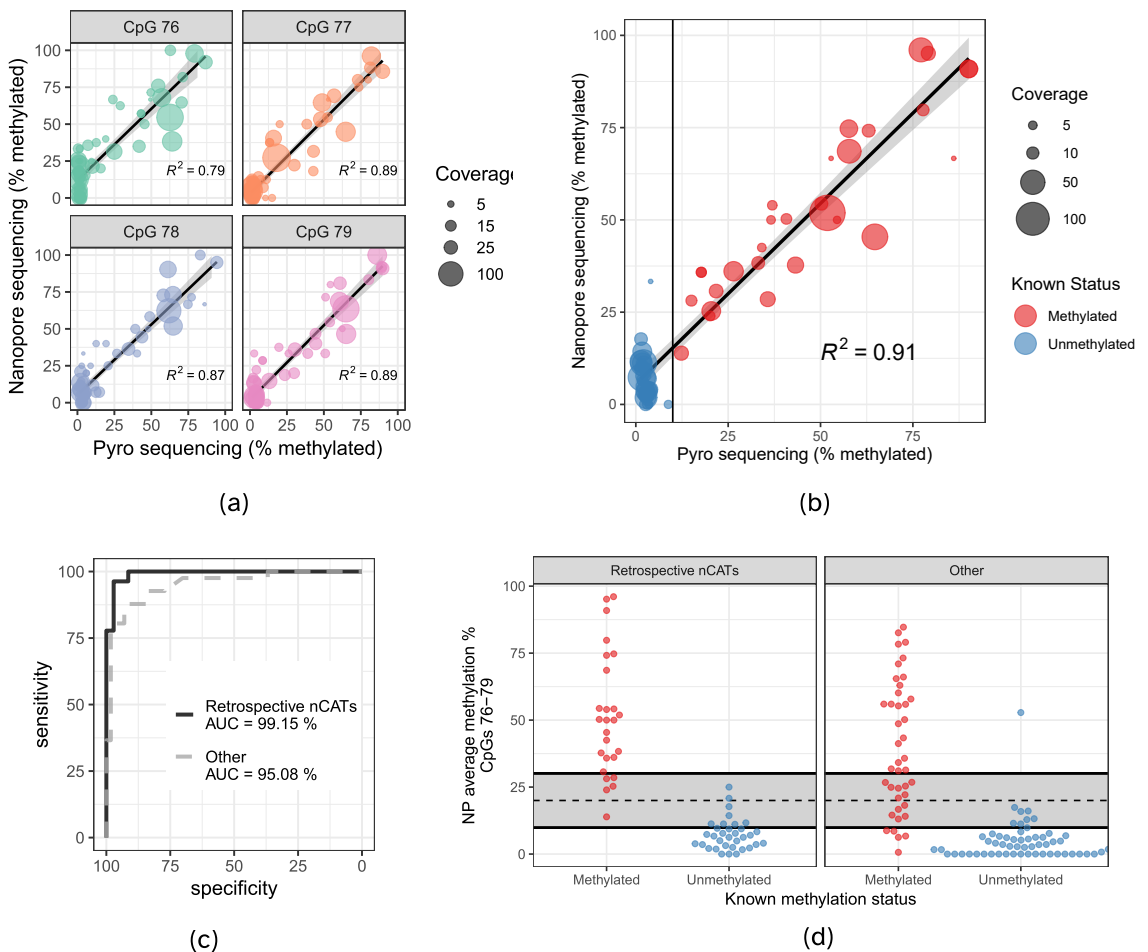 CpG 76
CpG 77
100
75
50
25
0
R² = 0.79
R² = 0.89
CpG 78
CpG 79
100
75
50
25
0
R² = 0.87
R² = 0.89
0 25 50 75 100
0 25 50 75 100
Pyro sequencing (% methylated)
Nanopore sequencing (% methylated)
Coverage
5
15
25
100
(a)
100
75
50
25
0
R² = 0.91
0 25 50 75
Pyro sequencing (% methylated)
Nanopore sequencing (% methylated)
Coverage
5
10
50
100
Known Status
Methylated
Unmethylated
(b)
100
75
50
25
0
sensitivity
Retrospective nCATs
AUC = 99.15 %
Other
AUC = 95.08 %
100 75 50 25 0
specificity
(c)
Retrospective nCATs
Other
100
75
50
25
0
NP average methylation %
CpGs 76−79
Methylated
Unmethylated
Methylated
Unmethylated
Known methylation status
(d)